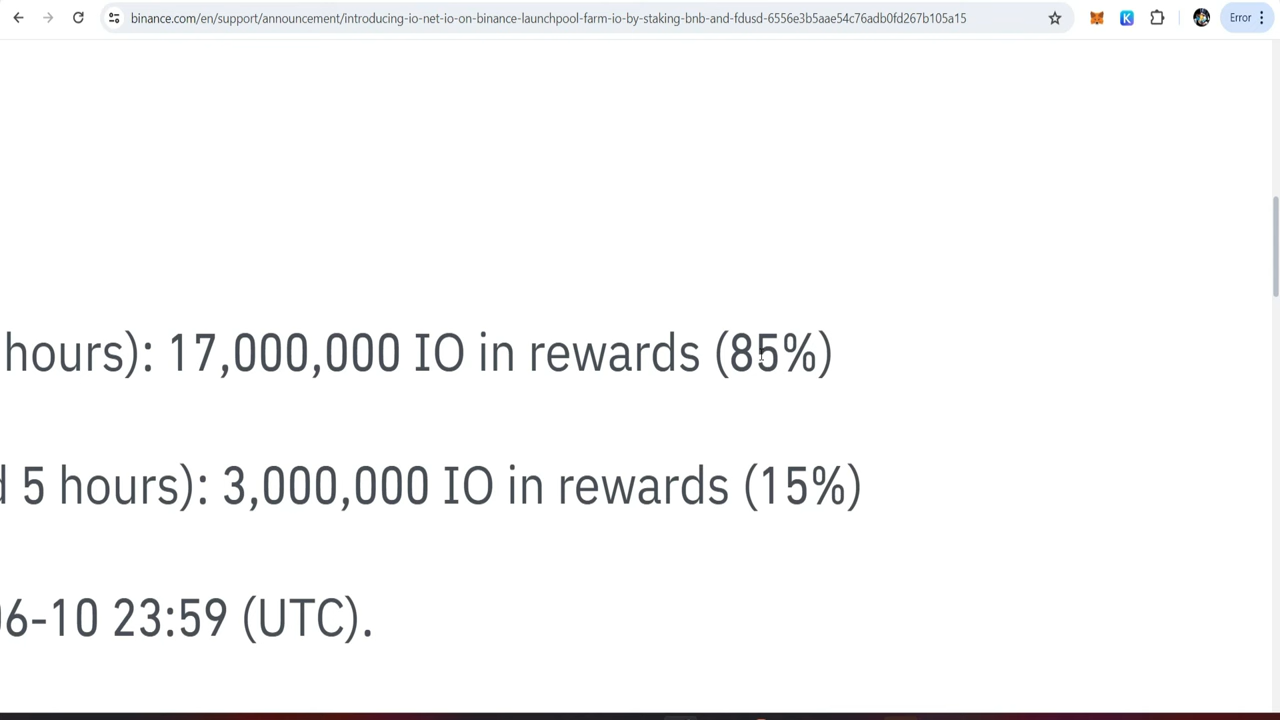 binance.com/en/support/announcement/introducing-io-net-io-on-binance-launchpool-farm-io-by-staking-bnb-and-fdusd-6556e3b5aae54c76adb0fd267b105a15
Error
hours): 17,000,000 IO in rewards (85%)
5 hours): 3,000,000 IO in rewards (15%)
06-10 23:59 (UTC).